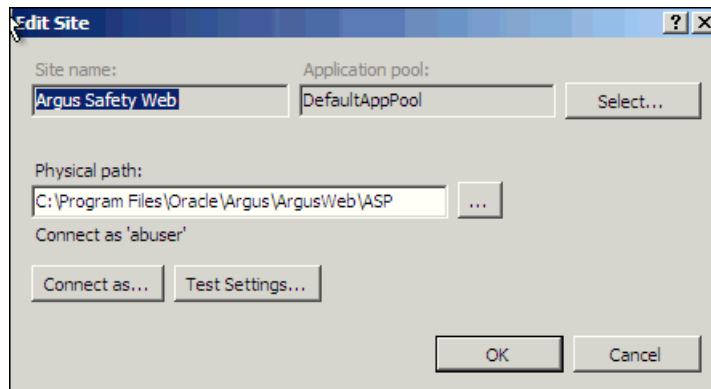 Edit Site
Site name: Application pool:
Argus Safety Web DefaultAppPool Select...
Physical path:
C:\Program Files\Oracle\Argus\ArgusWeb\ASP ...
Connect as 'abuser'
Connect as... Test Settings...
OK Cancel